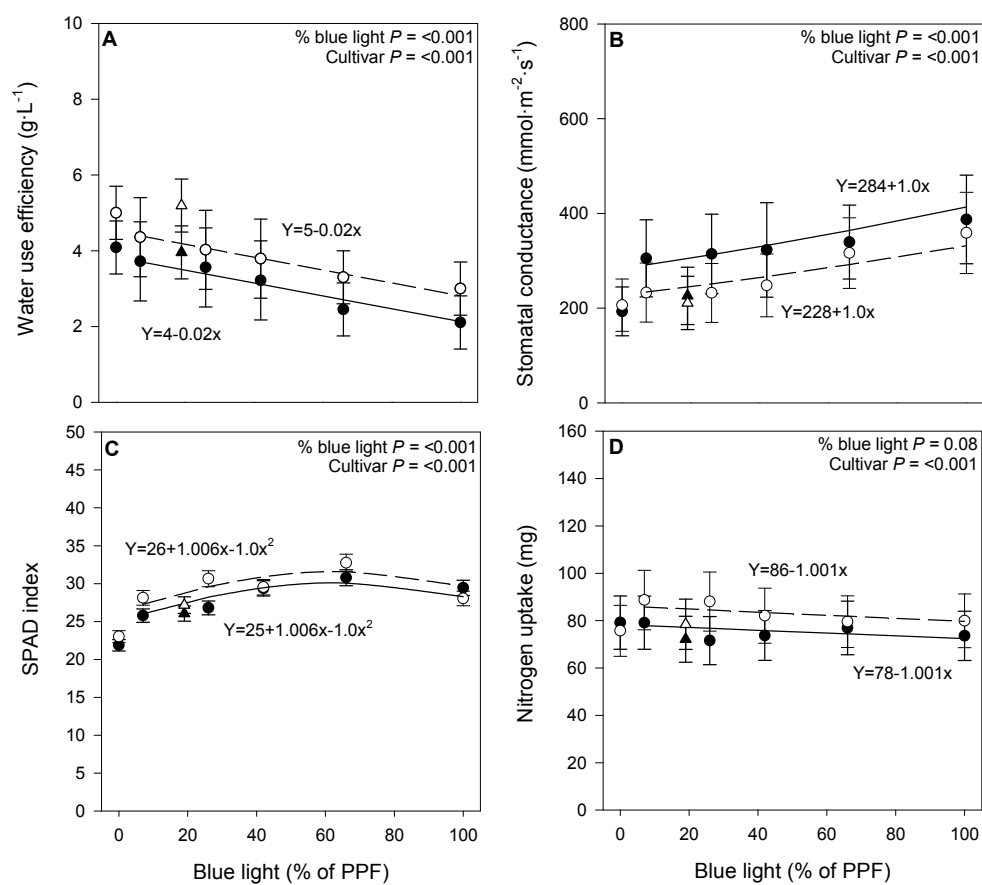 A
% blue light P = <0.001
Cultivar P = <0.001
Water use efficiency (g·L⁻¹)
10
8
6
4
2
0
Y=5-0.02x
Y=4-0.02x
B
% blue light P = <0.001
Cultivar P = <0.001
Stomatal conductance (mmol·m⁻²·s⁻¹)
800
600
400
200
0
Y=284+1.0x
Y=228+1.0x
C
% blue light P = <0.001
Cultivar P = <0.001
SPAD index
50
45
40
35
30
25
20
15
10
5
0
Y=26+1.006x-1.0x²
Y=25+1.006x-1.0x²
0 20 40 60 80 100
Blue light (% of PPF)
D
% blue light P = 0.08
Cultivar P = <0.001
Nitrogen uptake (mg)
160
140
120
100
80
60
40
20
0
Y=86-1.001x
Y=78-1.001x
0 20 40 60 80 100
Blue light (% of PPF)